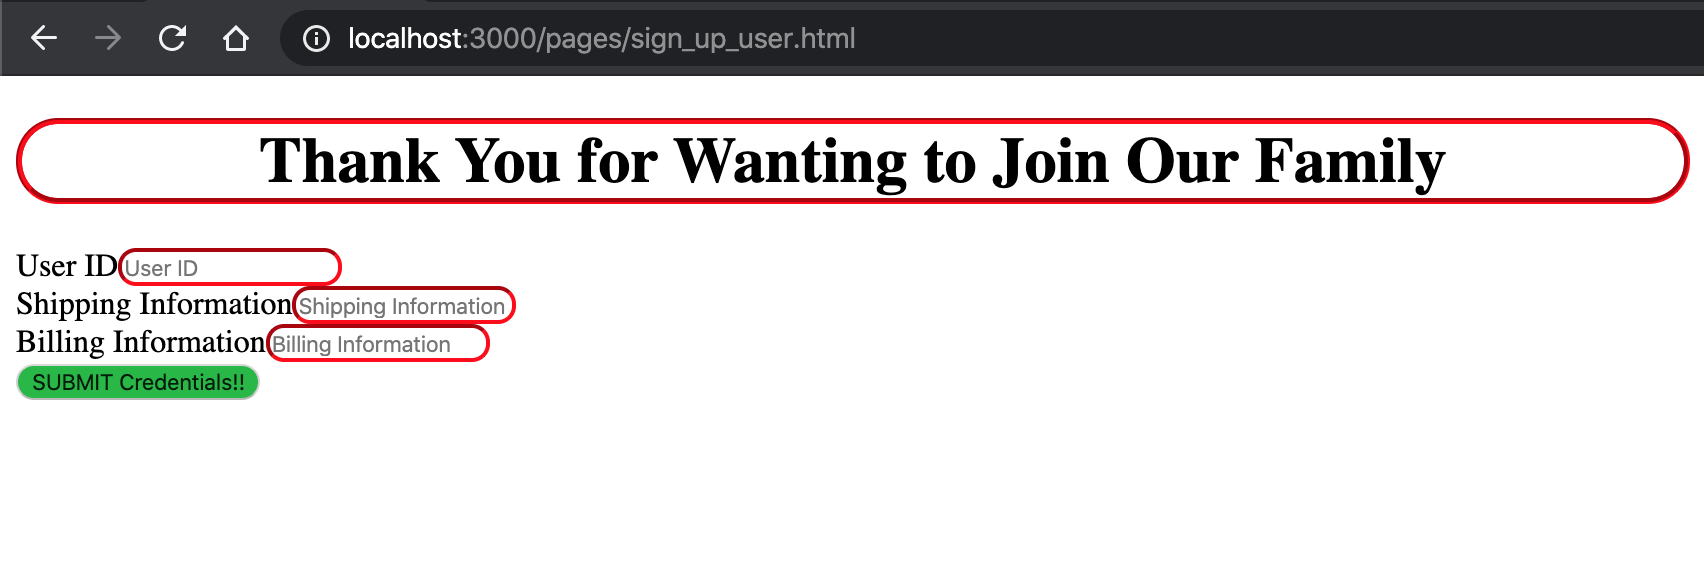 localhost:3000/pages/sign_up_user.html
Thank You for Wanting to Join Our Family
User ID User ID
Shipping Information Shipping Information
Billing Information Billing Information
SUBMIT Credentials!!